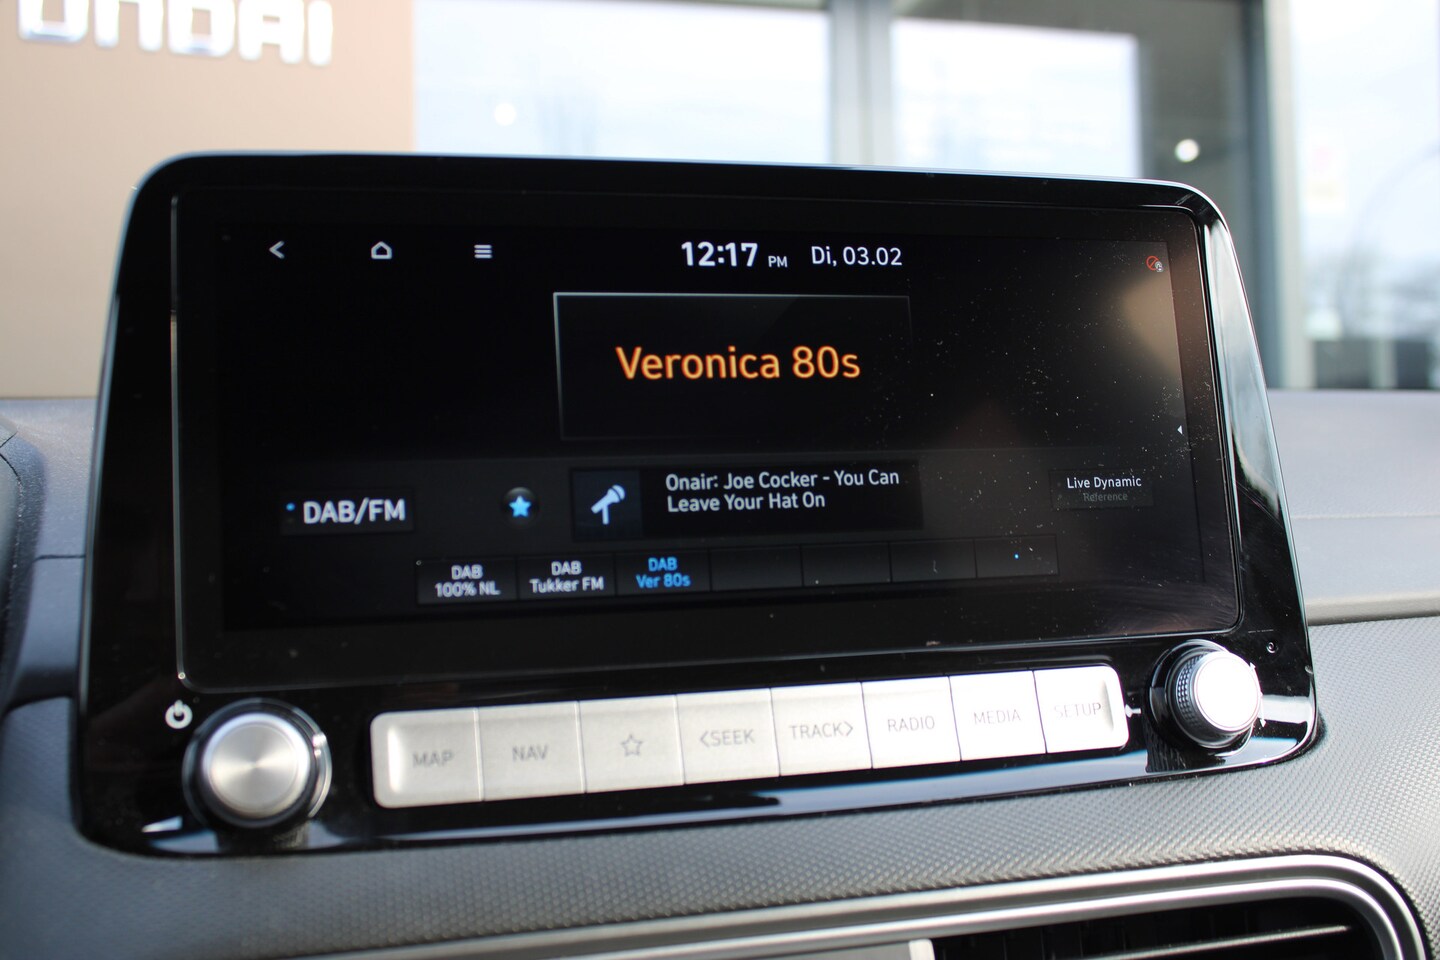 12:17 PM Di, 03.02
Veronica 80s
DAB/FM
Onair: Joe Cocker - You Can
Leave Your Hat On
Live Dynamic
Reference
DAB
100% NL
DAB
Tukker FM
DAB
Ver 80s
MAP
NAV
<SEEK
TRACK>
RADIO
MEDIA
SETUP